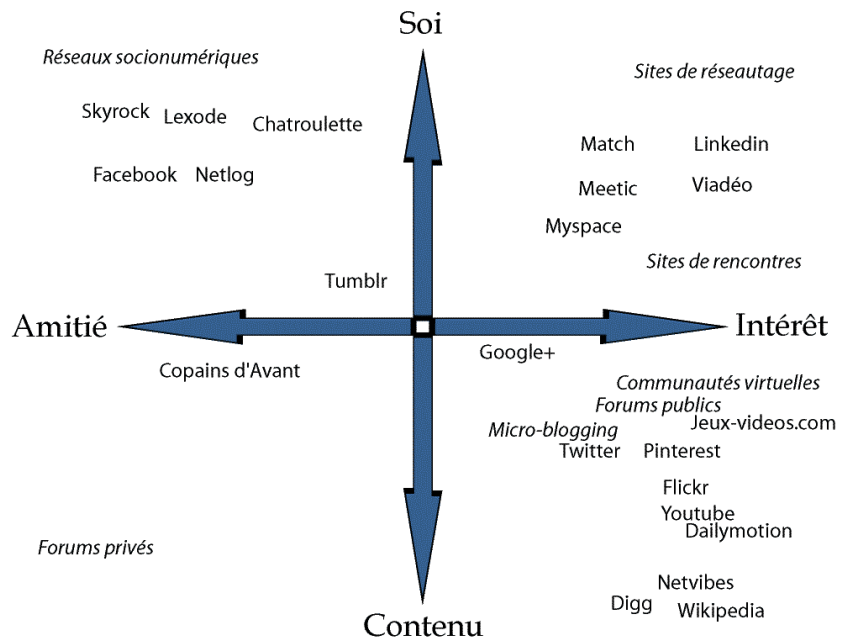 Soi
Réseaux socionumériques
Sites de réseautage
Skyrock Lexode
Chatroulette
Match Linkedin
Facebook Netlog
Meetic Viadéo
Myspace
Sites de rencontres
Tumblr
Amitié
Intérêt
Google+
Copains d'Avant
Communautés virtuelles
Forums publics
Jeux-videos.com
Micro-blogging
Twitter Pinterest
Flickr
Youtube
Dailymotion
Forums privés
Netvibes
Digg Wikipedia
Contenu